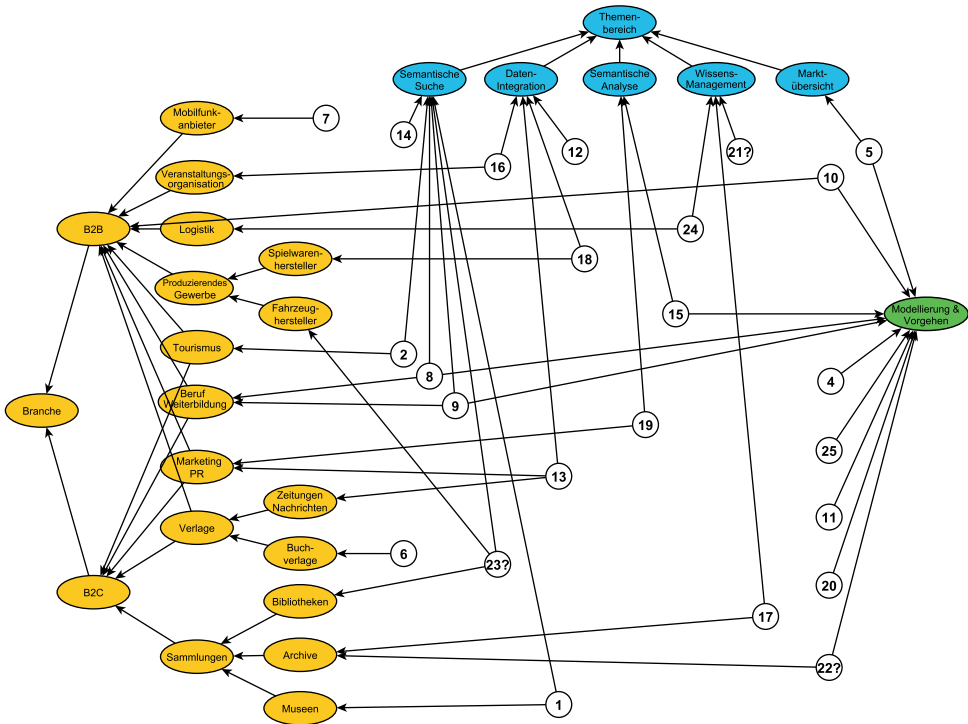 Themen-
bereich
Semantische
Suche
Daten-
Integration
Semantische
Analyse
Wissens-
Management
Markt-
übersicht
Mobilfunk-
anbieter
7
14
12
21?
5
16
Veranstaltungs-
organisation
10
B2B
Logistik
24
Spielwaren-
hersteller
18
Produzierendes
Gewerbe
Fahrzeug-
hersteller
15
Modellierung &
Vorgehen
Tourismus
2
8
4
Beruf
Weiterbildung
9
Branche
19
25
Marketing
PR
13
Zeitungen
Nachrichten
11
Verlage
Buch-
verlage
6
23?
20
B2C
Bibliotheken
17
Sammlungen
Archive
22?
Museen
1